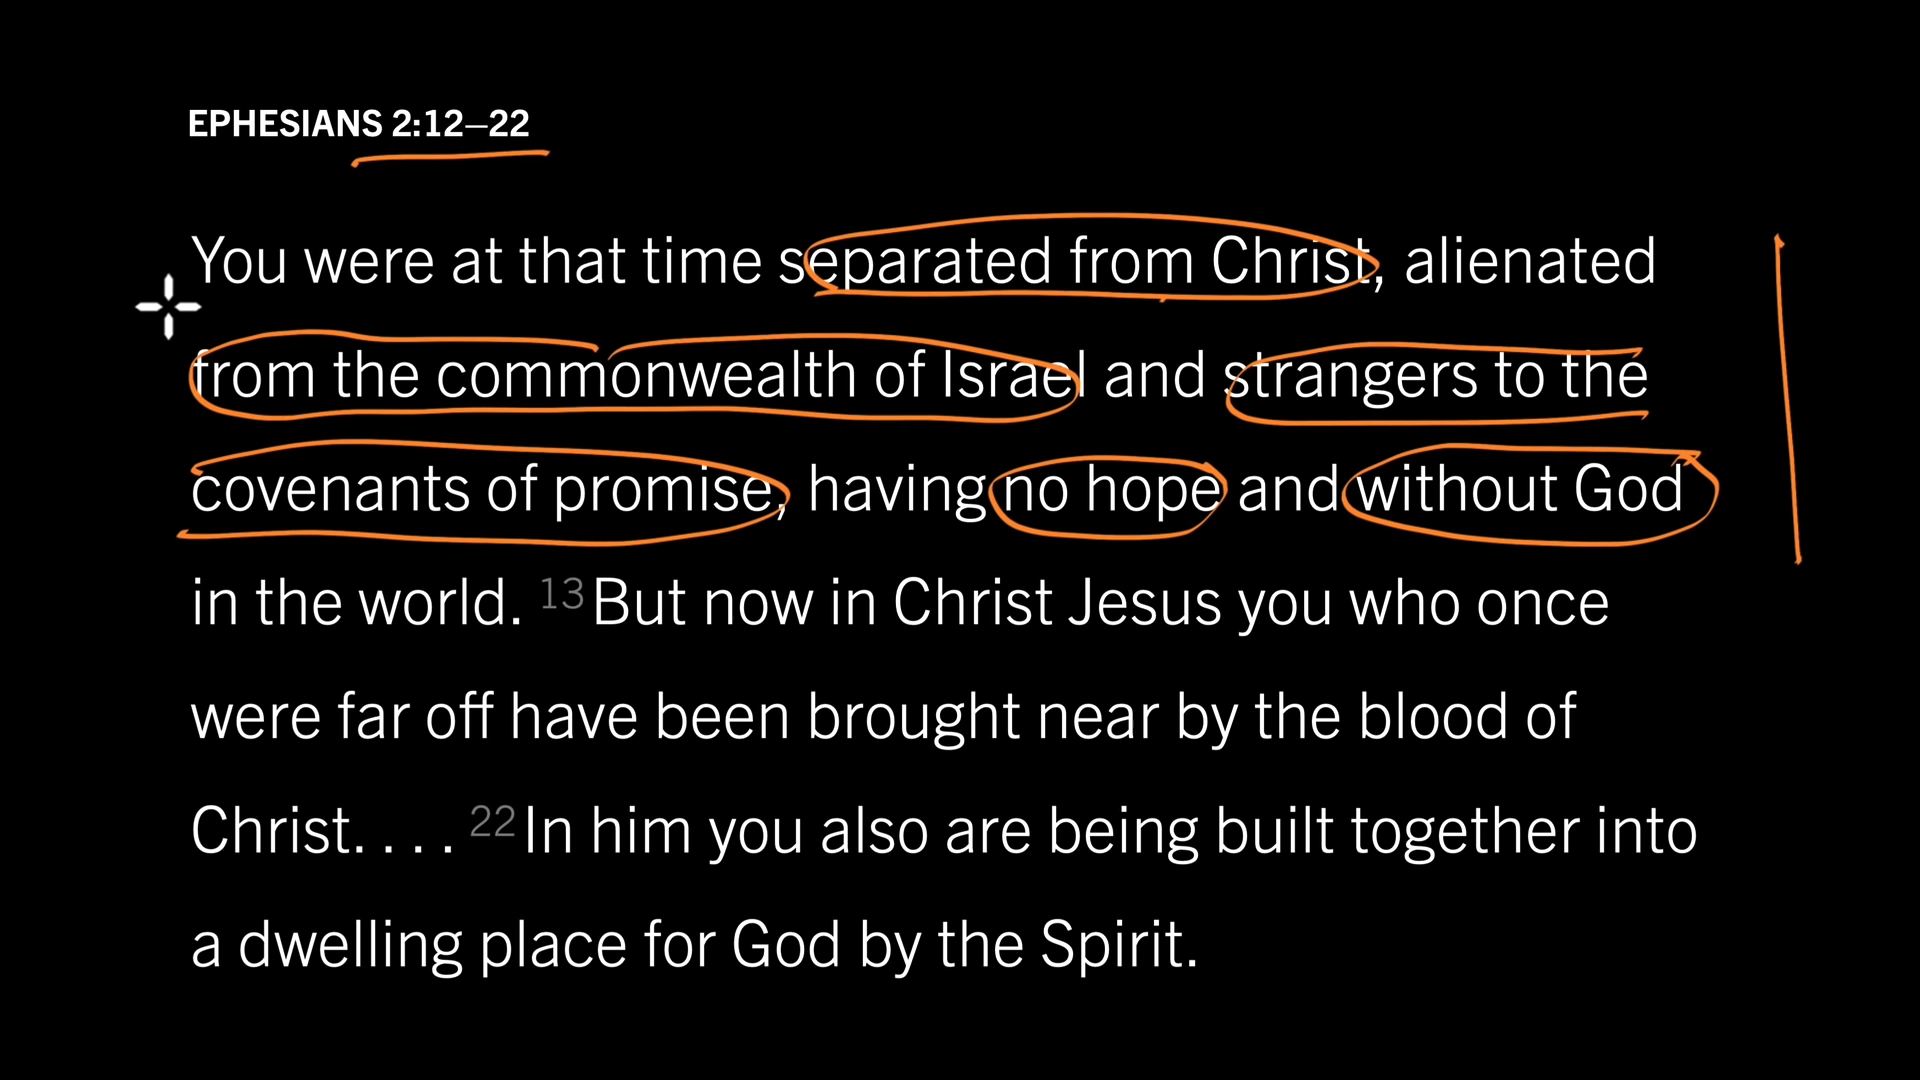 EPHESIANS 2:12–22
You were at that time separated from Christ, alienated
from the commonwealth of Israel and strangers to the
covenants of promise, having no hope and without God
in the world. 13 But now in Christ Jesus you who once
were far off have been brought near by the blood of
Christ. . . . 22 In him you also are being built together into
a dwelling place for God by the Spirit.